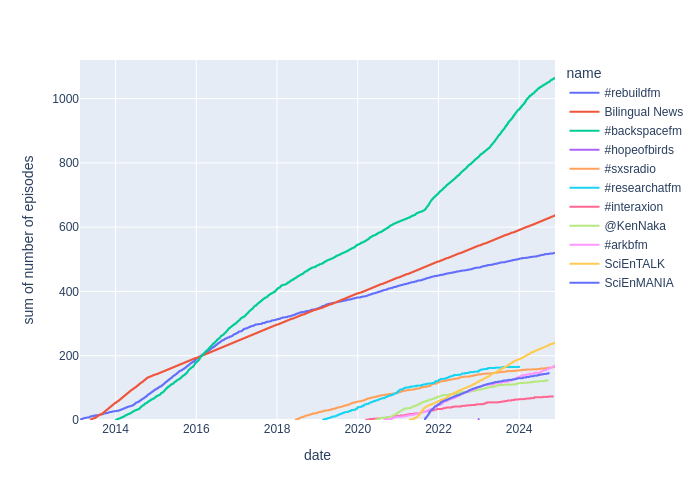 name
#rebuildfm
Bilingual News
#backspacefm
#hopeofbirds
#sxsradio
#researchatfm
#interaxion
@KenNaka
#arkbfm
SciEnTALK
SciEnMANIA
sum of number of episodes
1000
800
600
400
200
0
2014 2016 2018 2020 2022 2024
date